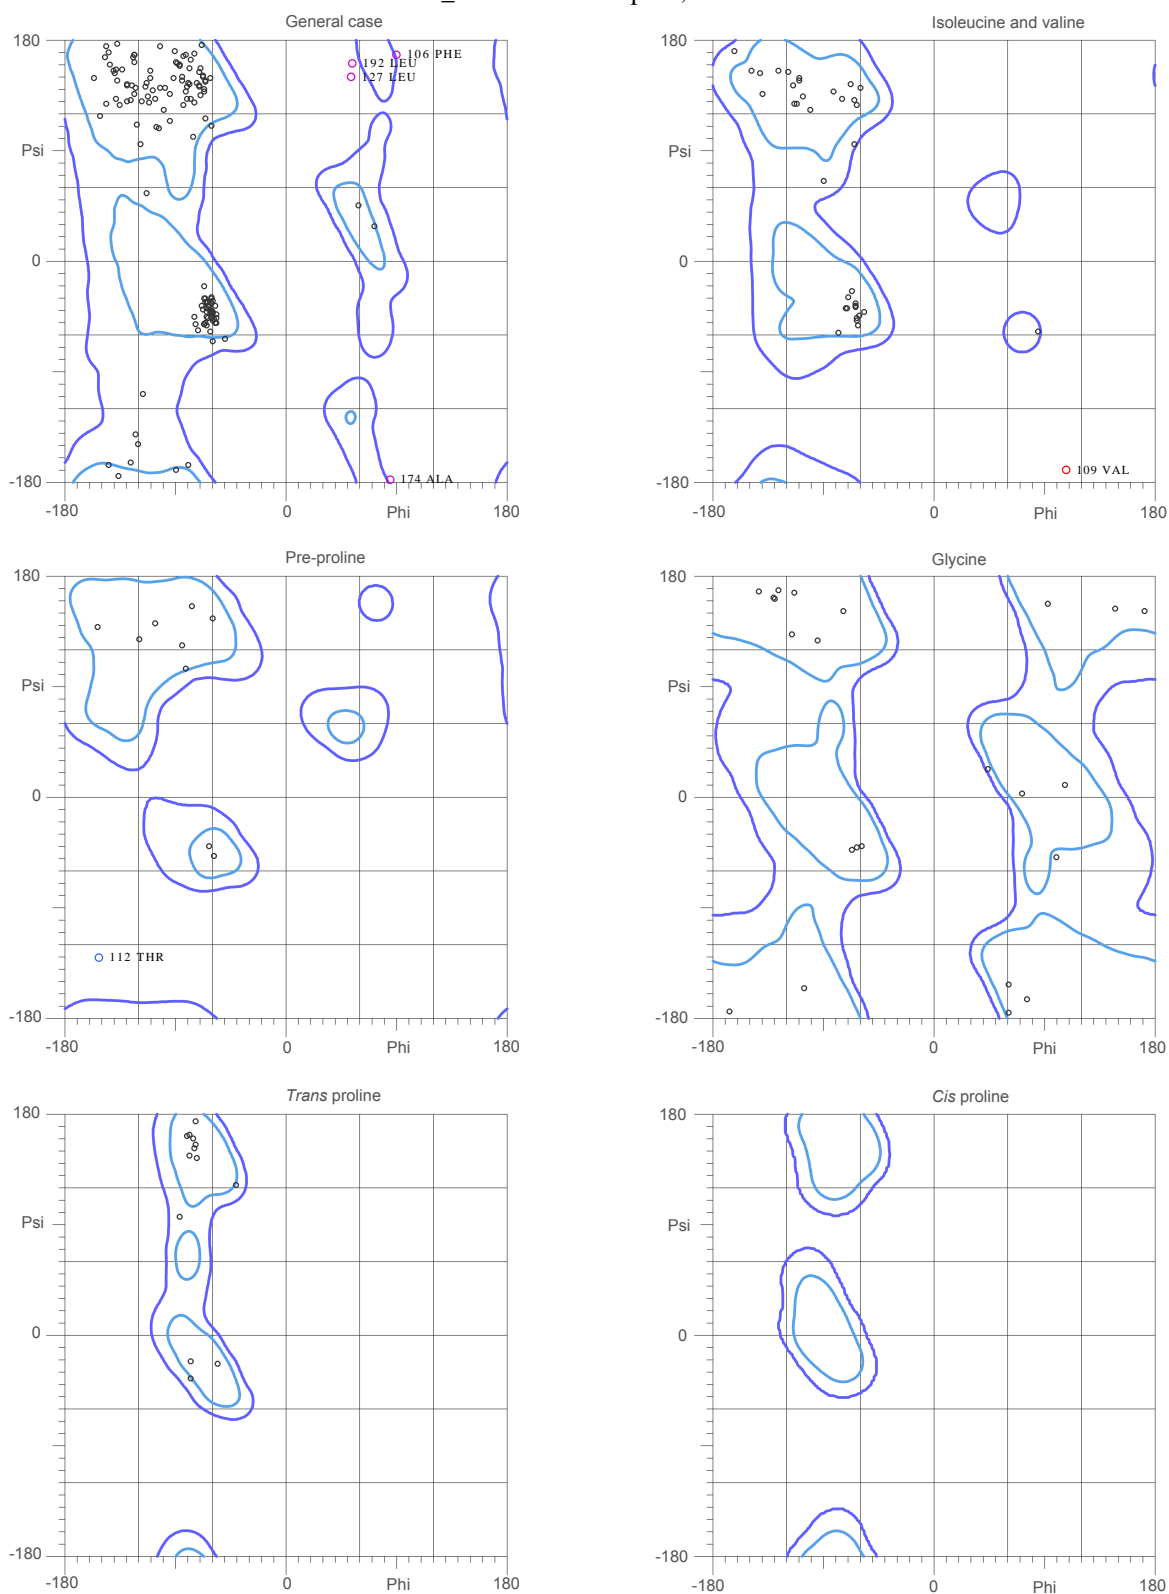 General case
Isoleucine and valine
180
Psi
0
-180
-180
0
Phi
180
106 PHE
192 LEU
127 LEU
174 ALA
180
Psi
0
-180
-180
0
Phi
180
109 VAL
Pre-proline
Glycine
180
Psi
0
-180
-180
0
Phi
180
112 THR
180
Psi
0
-180
-180
0
Phi
180
Trans proline
Cis proline
180
Psi
0
-180
-180
0
Phi
180
180
Psi
0
-180
-180
0
Phi
180